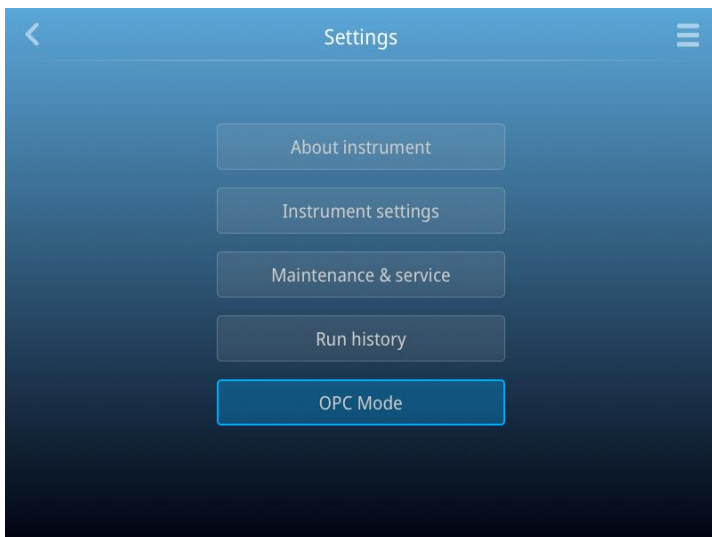 Settings
About instrument
Instrument settings
Maintenance & service
Run history
OPC Mode